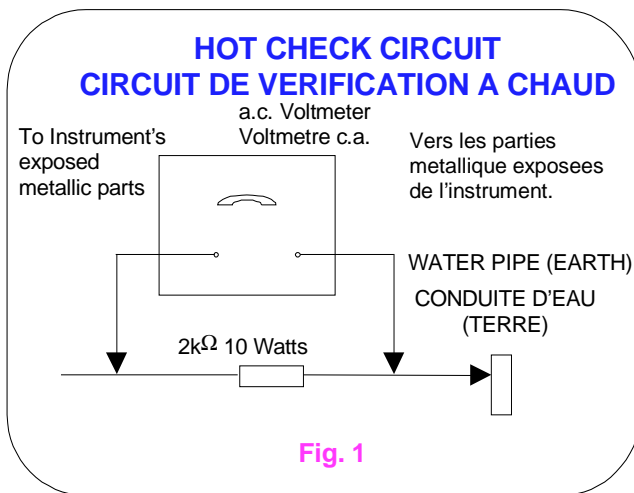 HOT CHECK CIRCUIT
CIRCUIT DE VERIFICATION A CHAUD
a.c. Voltmeter
Voltmetre c.a.
To Instrument's
exposed
metallic parts
Vers les parties
metallique exposees
de l'instrument.
WATER PIPE (EARTH)
CONDUITE D'EAU
(TERRE)
2kΩ 10 Watts
Fig. 1